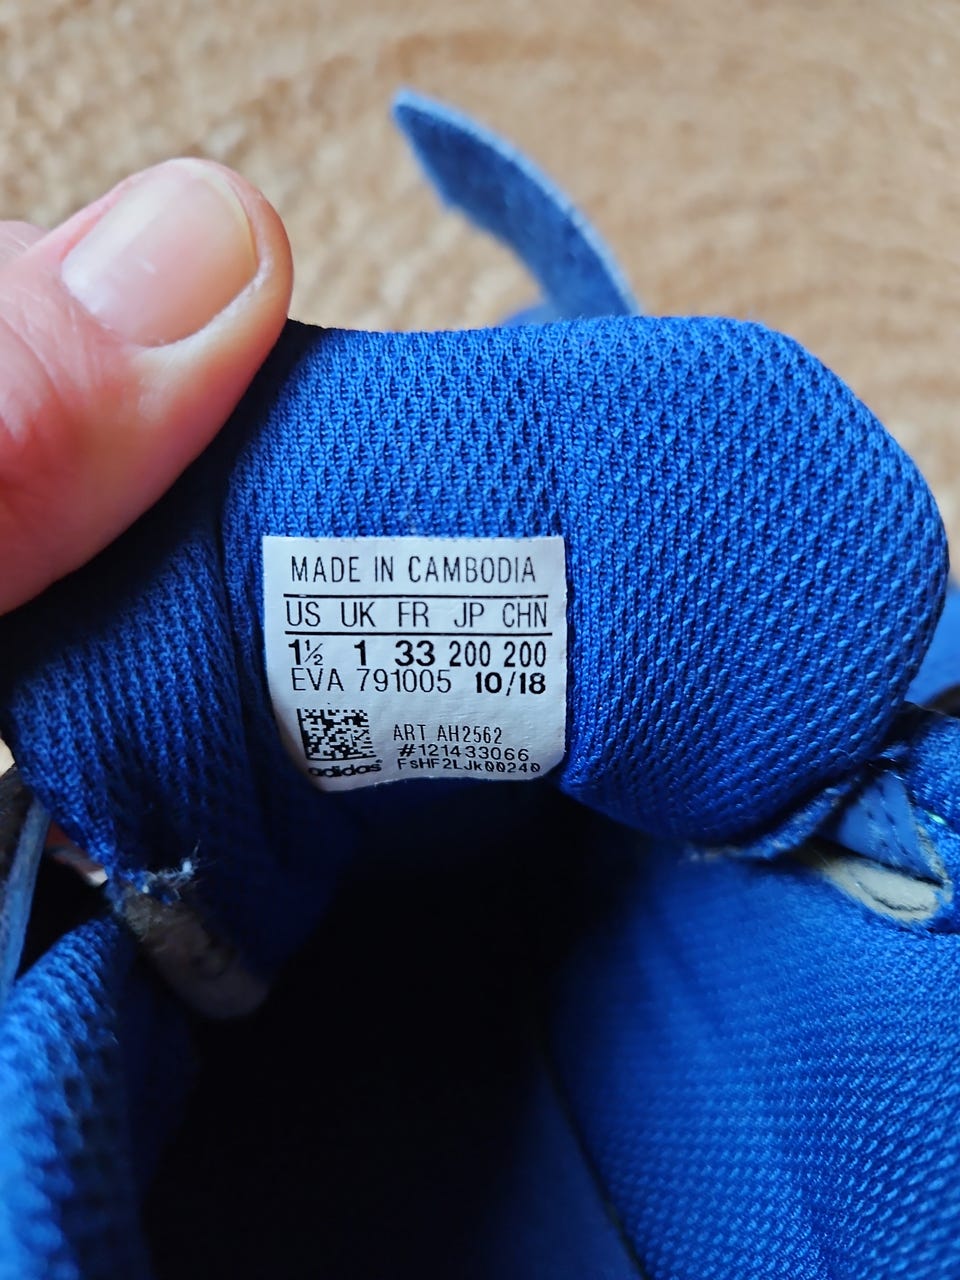 MADE IN CAMBODIA
US UK FR JP CHN
1½ 1 33 200 200
EVA 791005 10/18
ART AH2562
#121433066
FsHF2LJk00240
adidas